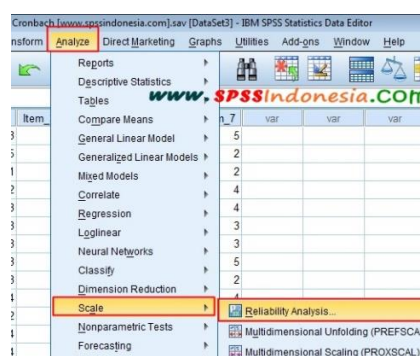 Cronbach [www.spssindonesia.com].sav [DataSet3] - IBM SPSS Statistics Data Editor
nsform Analyze Direct Marketing Graphs Utilities Add-ons Window Help
www.SPSSIndonesia.com
Item_ n_7 var var var
Reports
Descriptive Statistics
Tables
Compare Means
General Linear Model
Generalized Linear Models
Mixed Models
Correlate
Regression
Loglinear
Neural Networks
Classify
Dimension Reduction
Scale
Nonparametric Tests
Forecasting
5
2
2
4
4
3
3
5
2
4
Reliability Analysis...
Multidimensional Unfolding (PREFSCA
Multidimensional Scaling (PROXSCAL